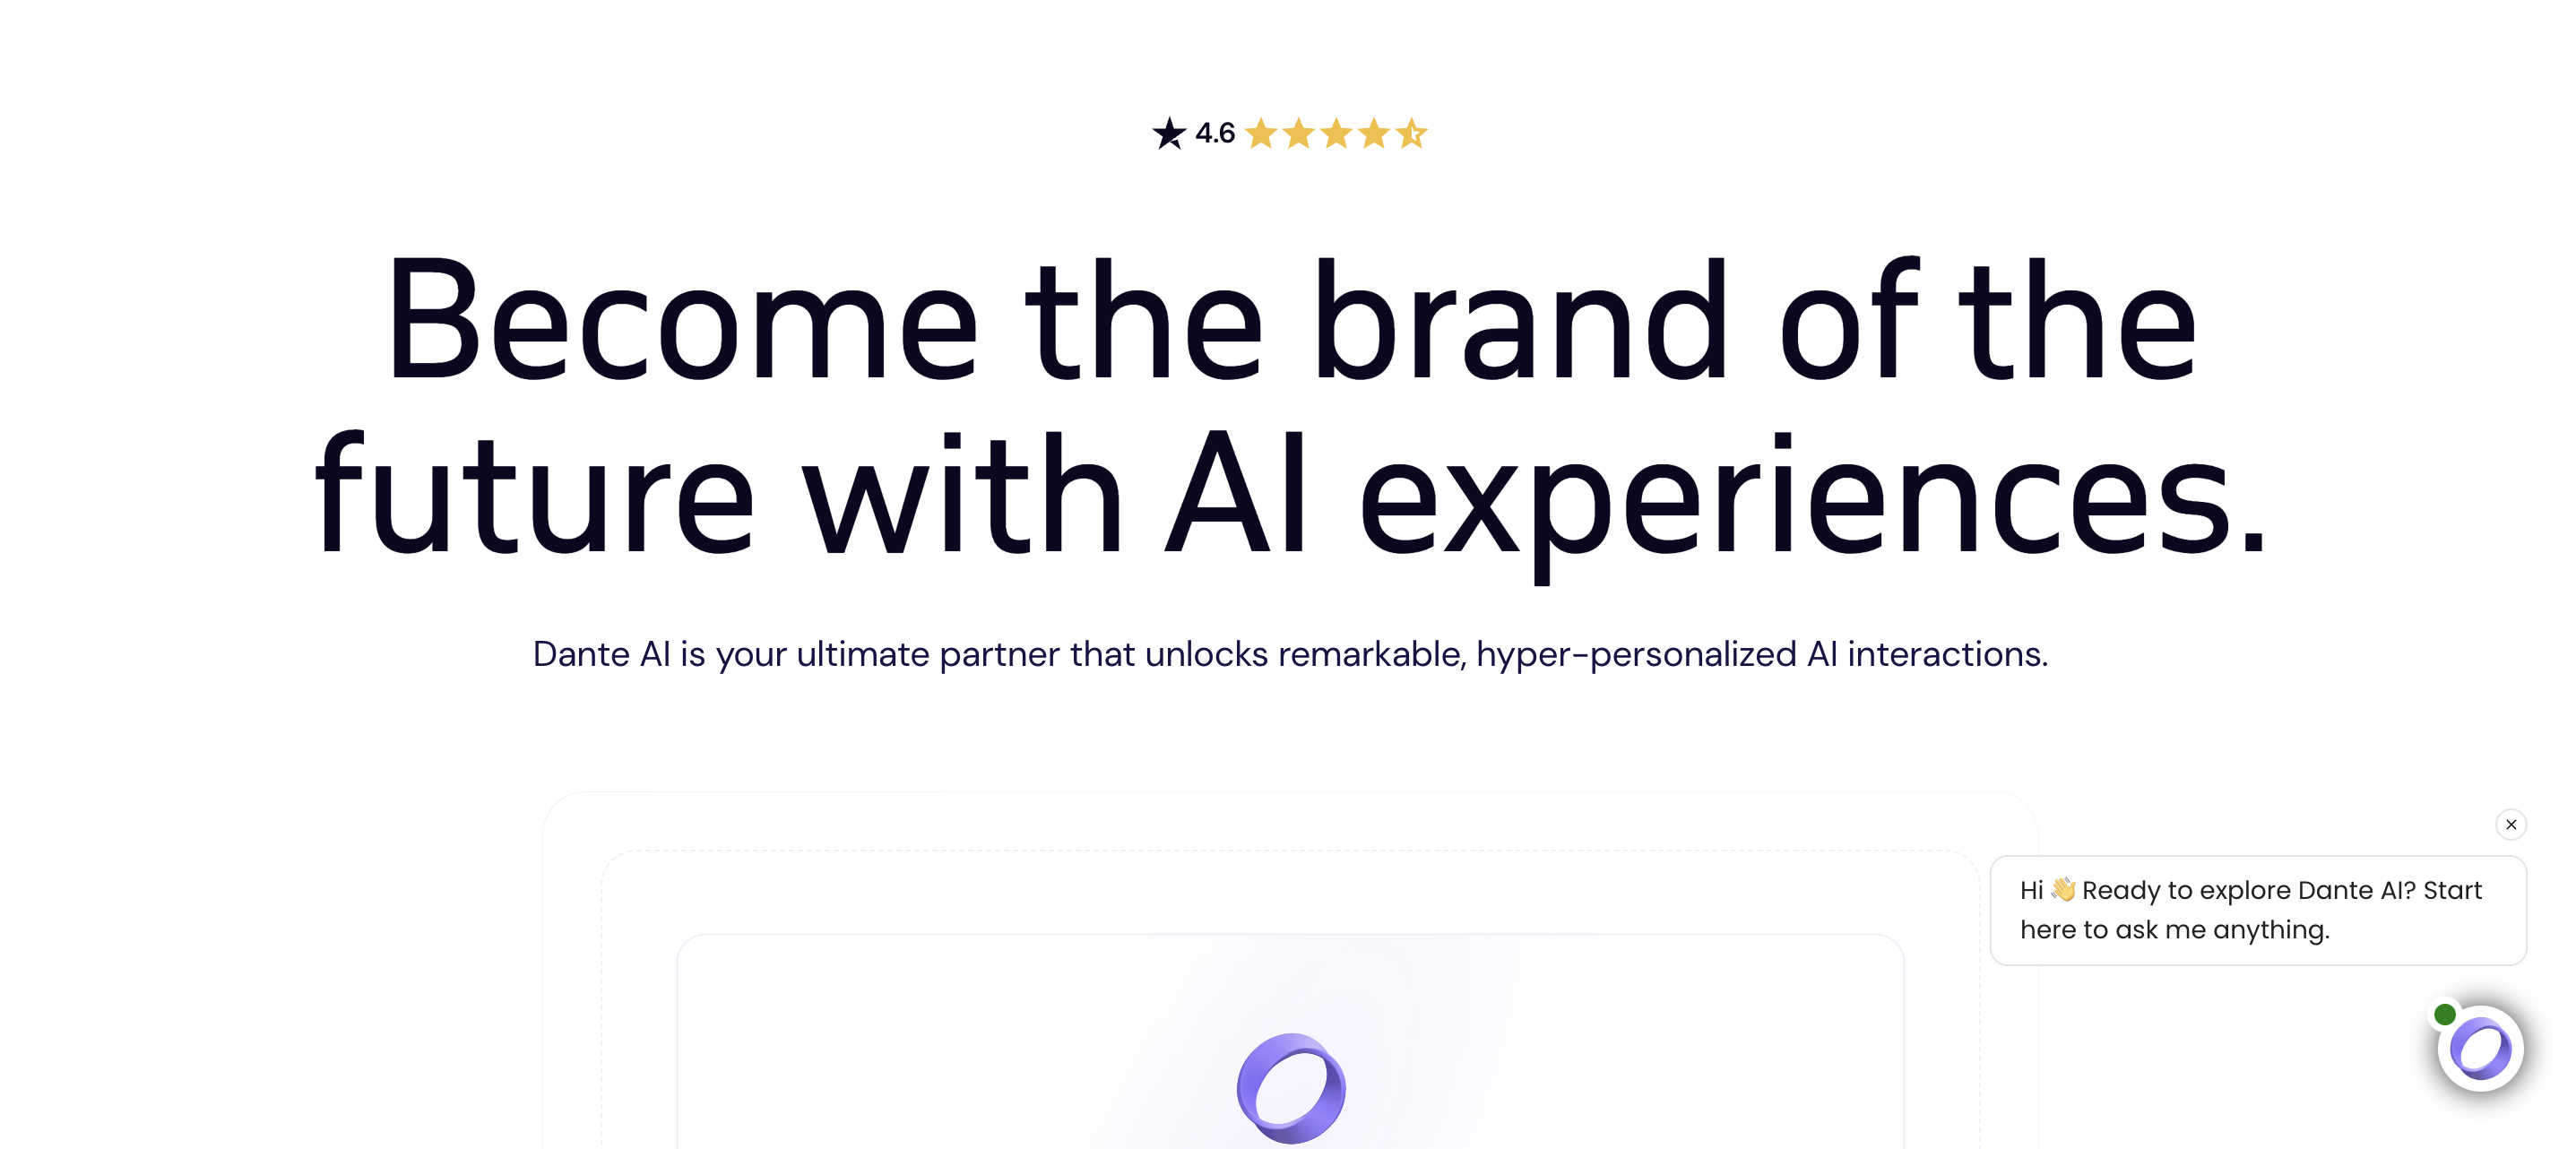 4.6
Become the brand of the
future with AI experiences.
Dante AI is your ultimate partner that unlocks remarkable, hyper-personalized AI interactions.
Hi 👋 Ready to explore Dante AI? Start
here to ask me anything.